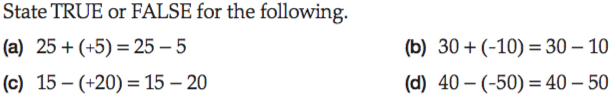 State TRUE or FALSE for the following.
(a) 25 + (+5) = 25 – 5
(b) 30 + (-10) = 30 – 10
(c) 15 – (+20) = 15 – 20
(d) 40 – (-50) = 40 – 50